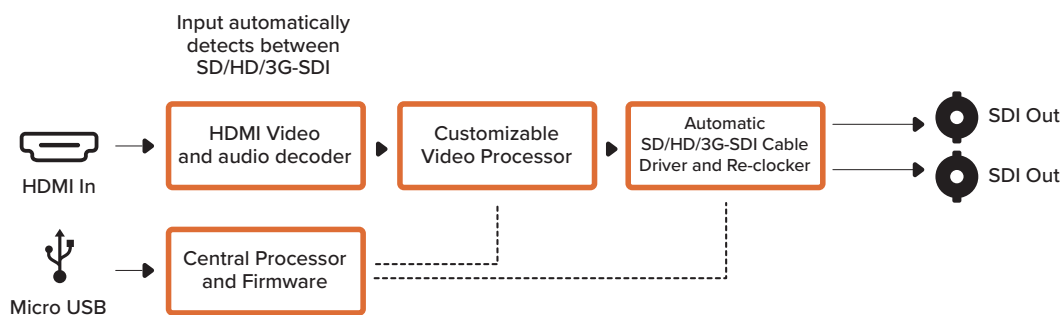 Input automatically
detects between
SD/HD/3G-SDI
HDMI In
HDMI Video
and audio decoder
Customizable
Video Processor
Automatic
SD/HD/3G-SDI Cable
Driver and Re-clocker
SDI Out
SDI Out
Micro USB
Central Processor
and Firmware